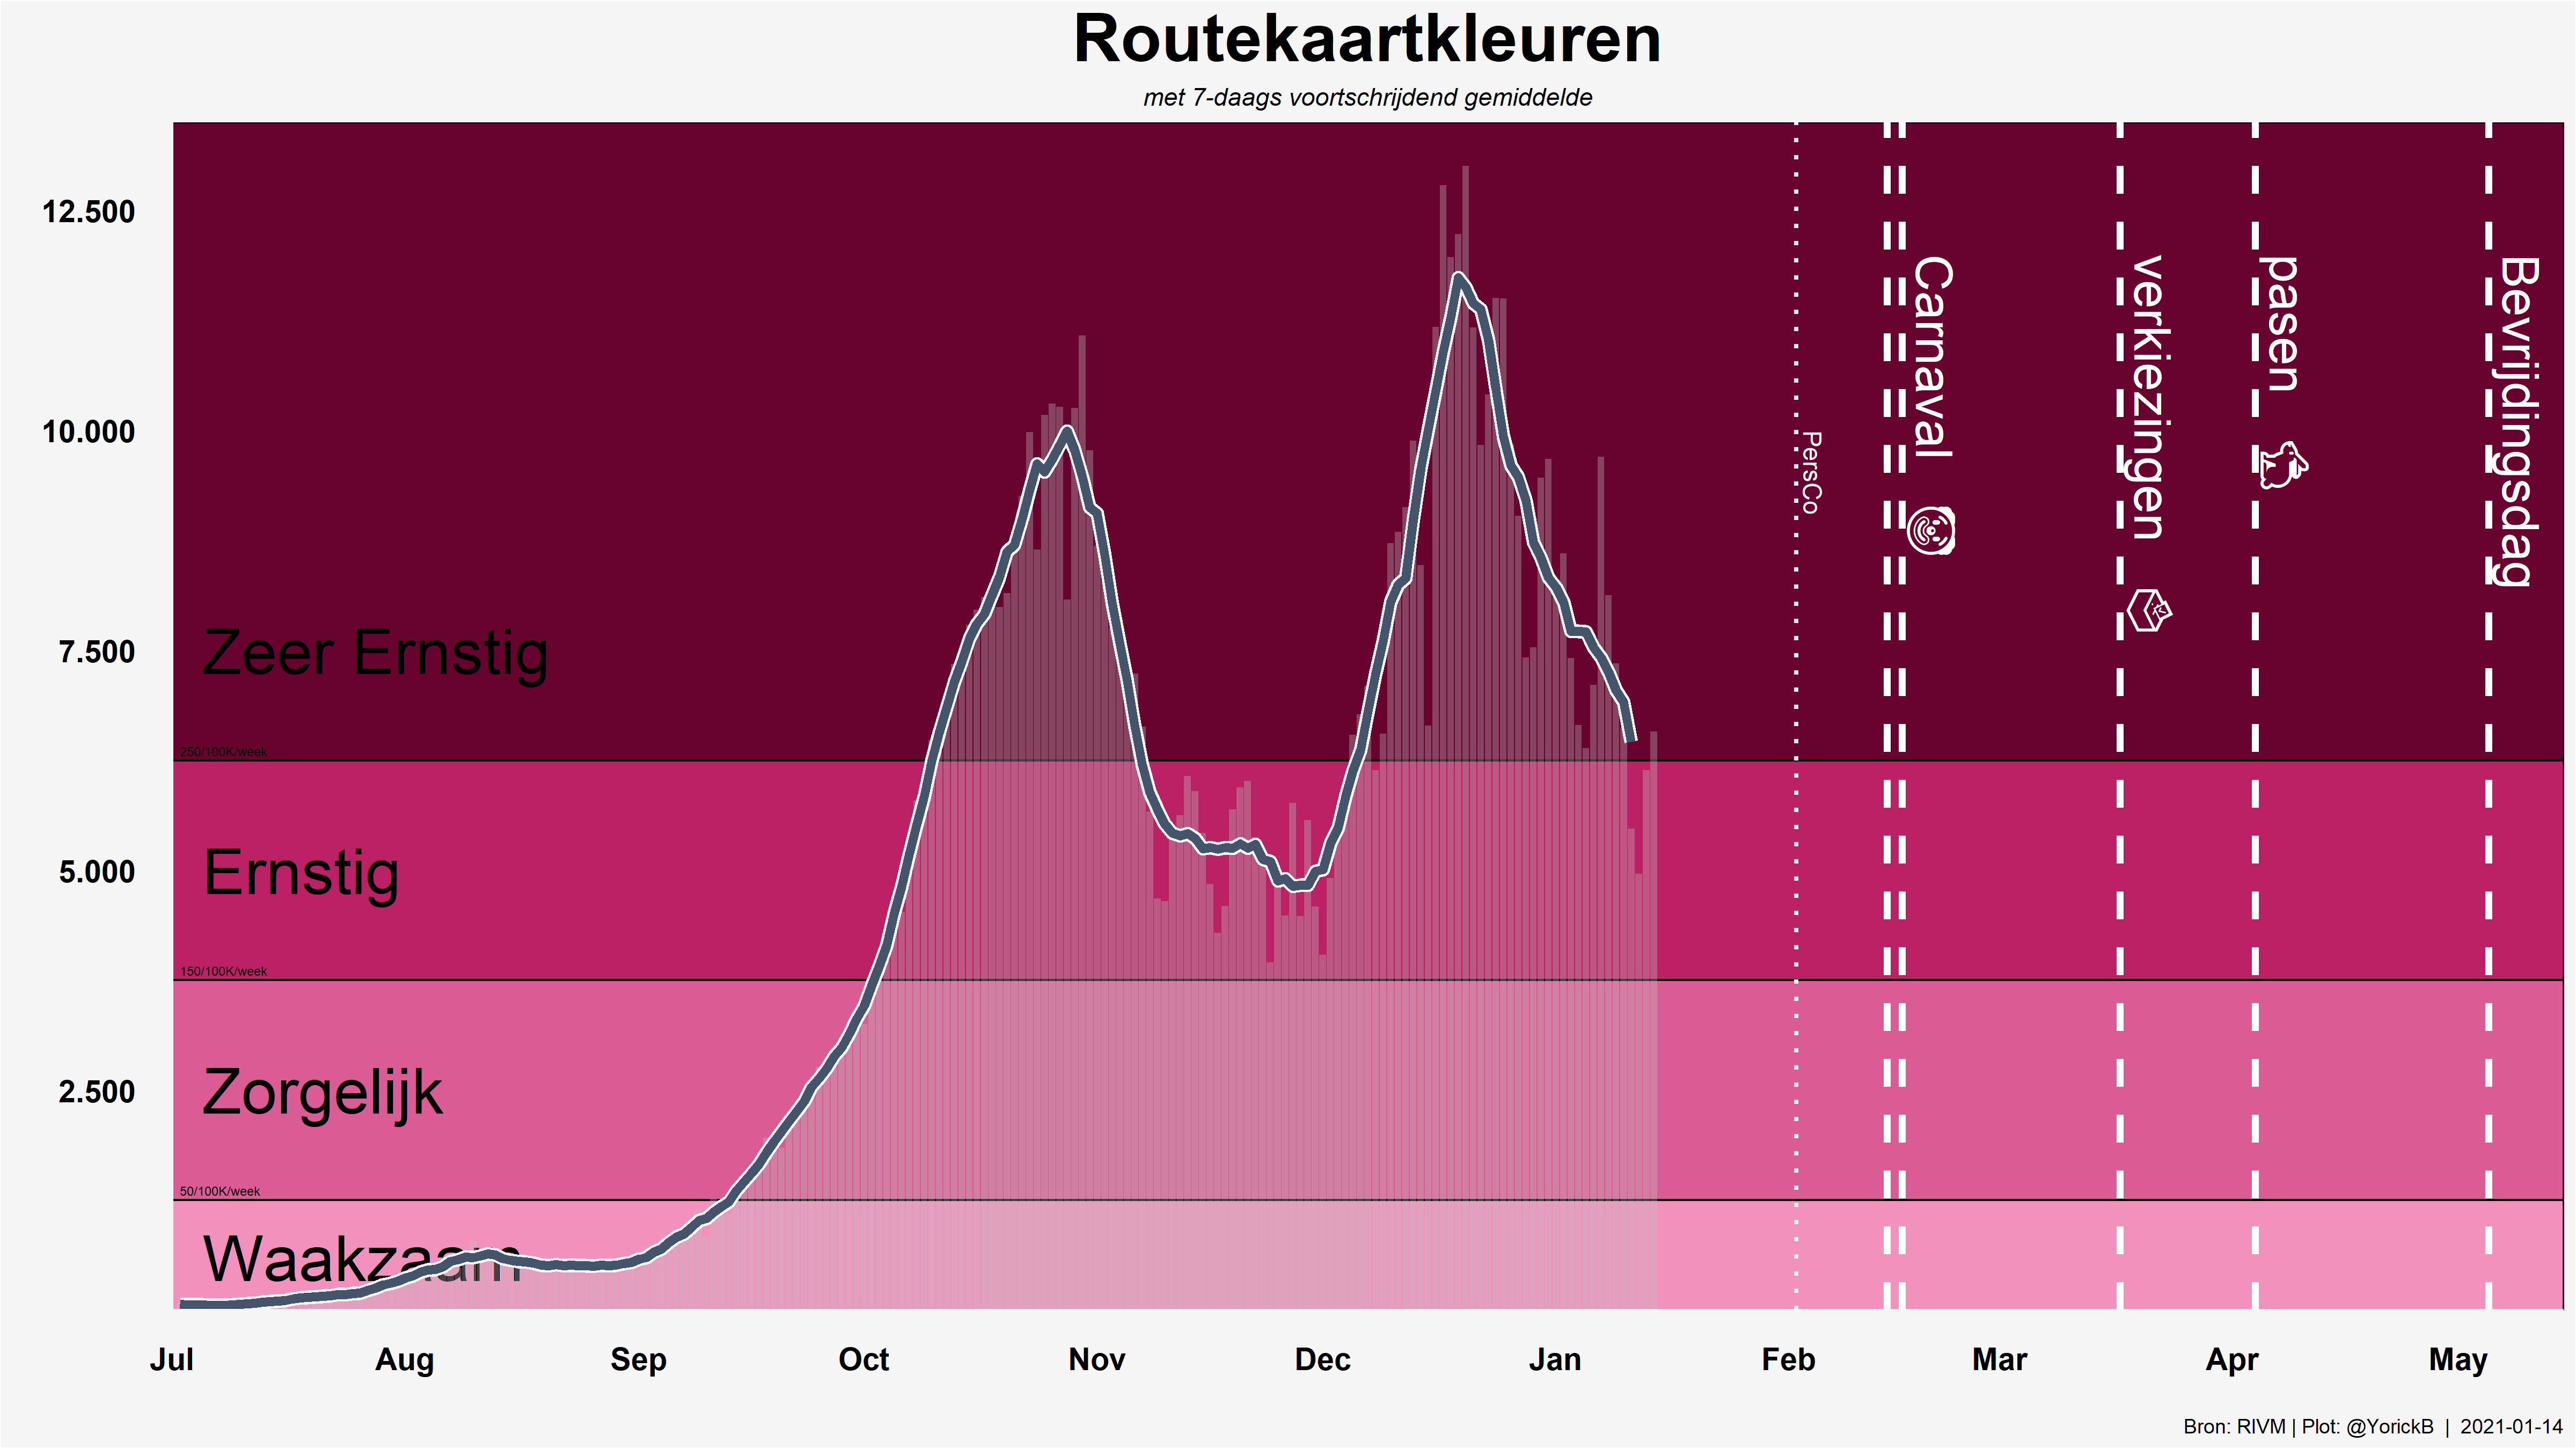 Routekaartkleuren
met 7-daags voortschrijdend gemiddelde
12.500
10.000
7.500
5.000
2.500
Zeer Ernstig
250/100K/week
Ernstig
150/100K/week
Zorgelijk
50/100K/week
Waakzaam
PersCo
Carnaval
verkiezingen
pasen
Bevrijdingsdag
Jul Aug Sep Oct Nov Dec Jan Feb Mar Apr May
Bron: RIVM | Plot: @YorickB | 2021-01-14